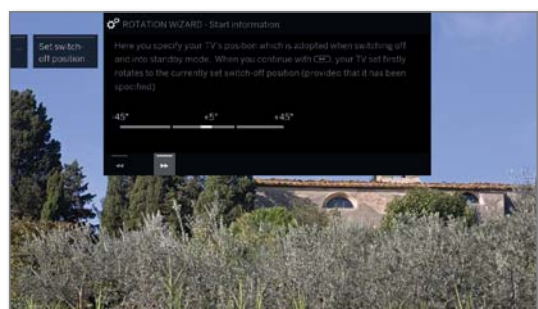 ROTATION WIZARD - Start information
Set switch-
off position
Here you specify your TV's position which is adopted when switching off
and into standby mode. When you continue with, your TV set firstly
rotates to the currently set switch-off position (provided that it has been
specified)
-45° +5° +45°